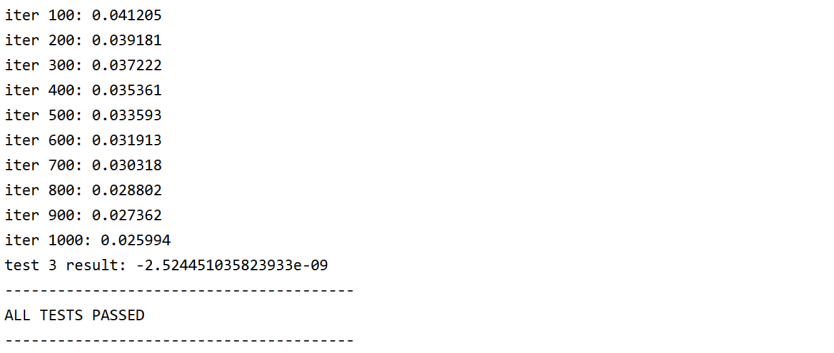 iter 100: 0.041205
iter 200: 0.039181
iter 300: 0.037222
iter 400: 0.035361
iter 500: 0.033593
iter 600: 0.031913
iter 700: 0.030318
iter 800: 0.028802
iter 900: 0.027362
iter 1000: 0.025994
test 3 result: -2.524451035823933e-09
----------------------------------------
ALL TESTS PASSED
----------------------------------------